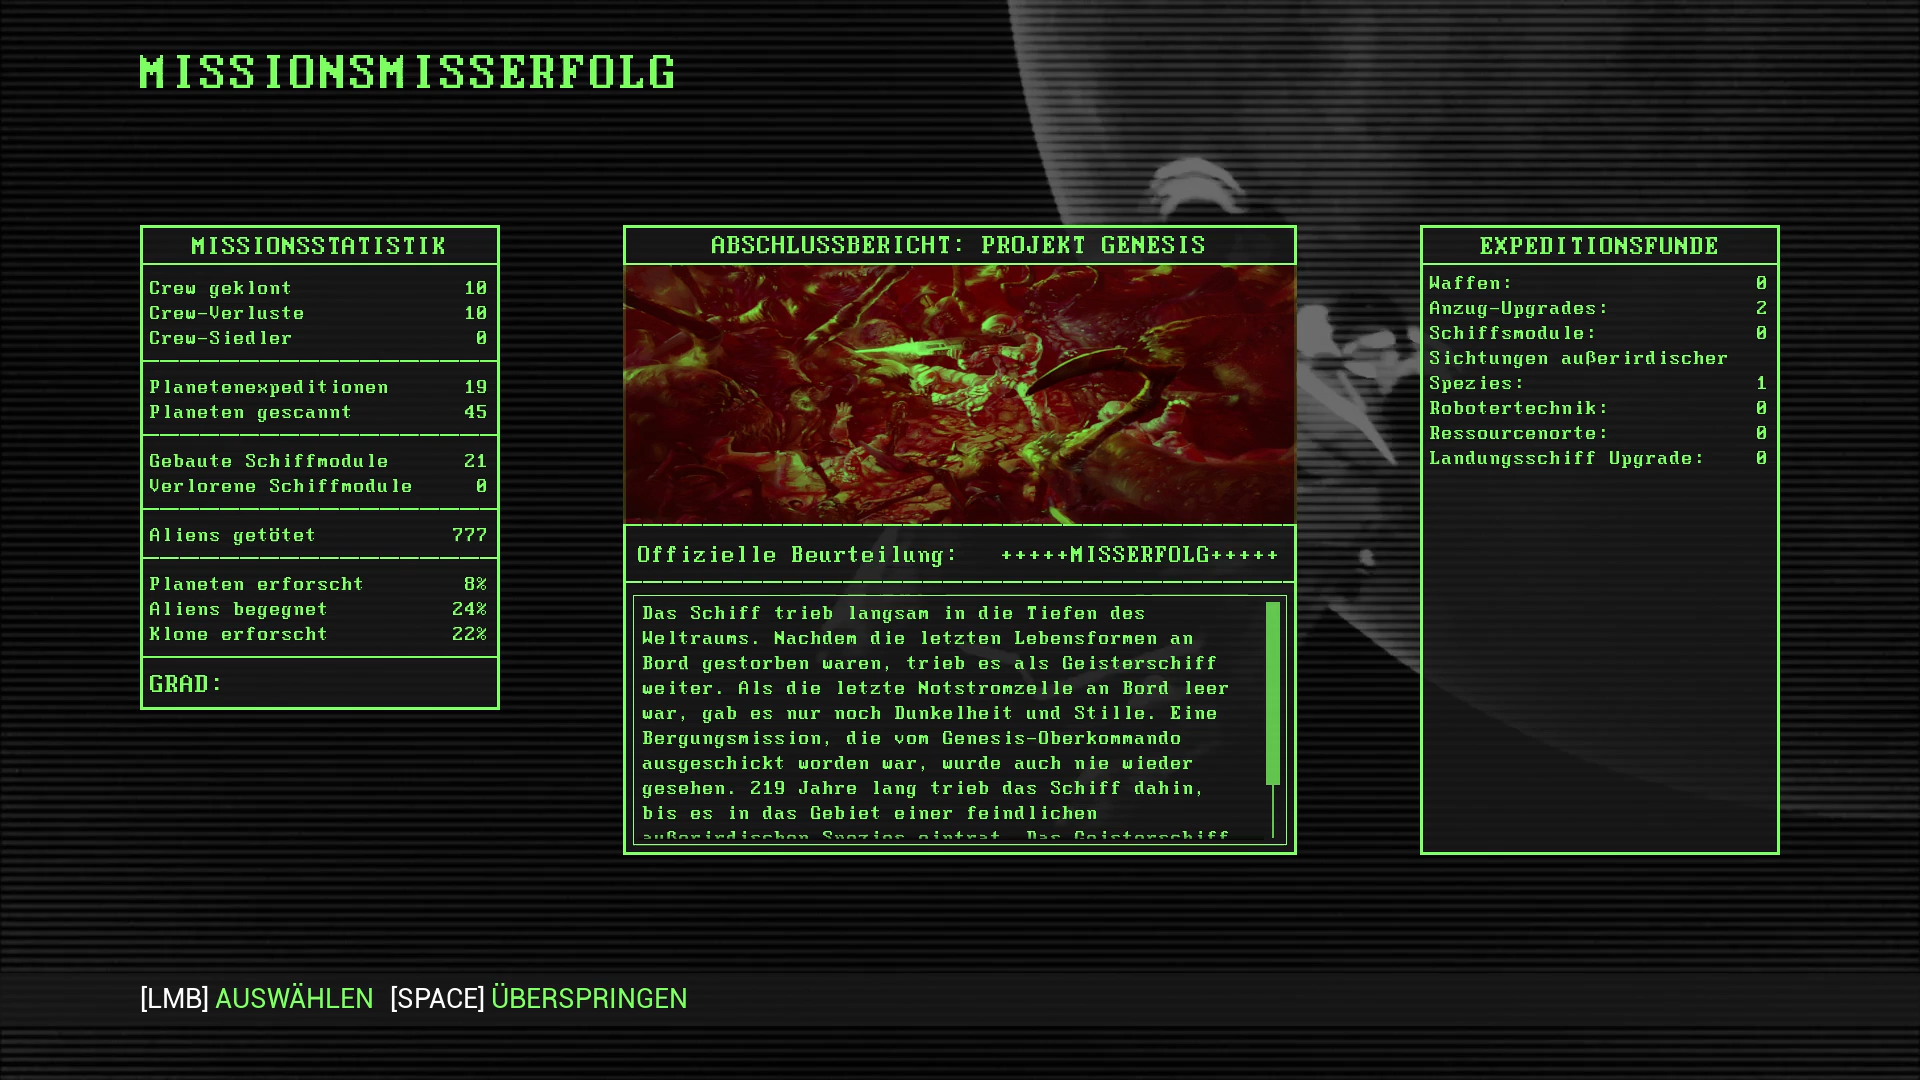 MISSIONSMISSERFOLG
MISSIONSSTATISTIK
Crew geklont 10
Crew-Verluste 10
Crew-Siedler 0
Planetenexpeditionen 19
Planeten gescannt 45
Gebaute Schiffmodule 21
Verlorene Schiffmodule 0
Aliens getötet 777
Planeten erforscht 8%
Aliens begegnet 24%
Klone erforscht 22%
GRAD:
ABSCHLUSSBERICHT: PROJEKT GENESIS
Offizielle Beurteilung: +++++MISSERFOLG+++++
Das Schiff trieb langsam in die Tiefen des
Weltraums. Nachdem die letzten Lebensformen an
Bord gestorben waren, trieb es als Geisterschiff
weiter. Als die letzte Notstromzelle an Bord leer
war, gab es nur noch Dunkelheit und Stille. Eine
Bergungsmission, die vom Genesis-Oberkommando
ausgeschickt worden war, wurde auch nie wieder
gesehen. 219 Jahre lang trieb das Schiff dahin,
bis es in das Gebiet einer feindlichen
außerirdischen Spezies eintrat. Das Geisterschiff
EXPEDITIONSFUNDE
Waffen: 0
Anzug-Upgrades: 2
Schiffsmodule: 0
Sichtungen außerirdischer
Spezies: 1
Robotertechnik: 0
Ressourcenorte: 0
Landungsschiff Upgrade: 0
[LMB] AUSWÄHLEN [SPACE] ÜBERSPRINGEN